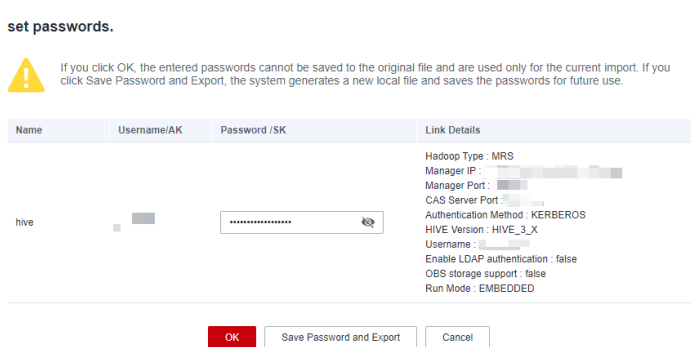 set passwords.
If you click OK, the entered passwords cannot be saved to the original file and are used only for the current import. If you
click Save Password and Export, the system generates a new local file and saves the passwords for future use.
Name Username/AK Password /SK Link Details
hive
••••••••••••••••••
Hadoop Type : MRS
Manager IP :
Manager Port :
CAS Server Port :
Authentication Method : KERBEROS
HIVE Version : HIVE_3_X
Username :
Enable LDAP authentication : false
OBS storage support : false
Run Mode : EMBEDDED
OK Save Password and Export Cancel